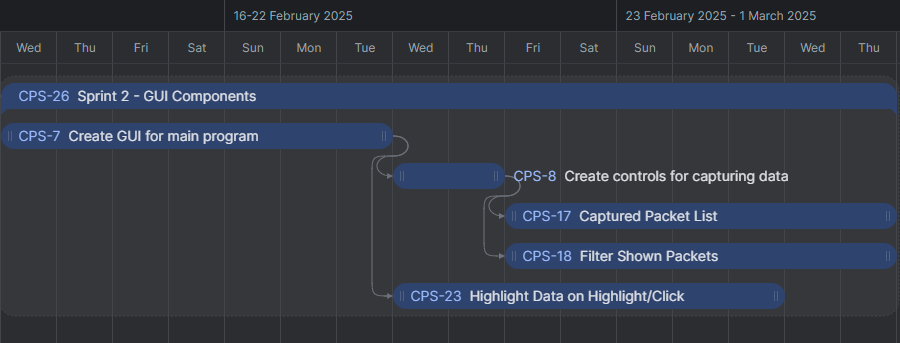 16-22 February 2025 23 February 2025 - 1 March 2025
Wed Thu Fri Sat Sun Mon Tue Wed Thu Fri Sat Sun Mon Tue Wed Thu
CPS-26 Sprint 2 - GUI Components
CPS-7 Create GUI for main program
CPS-8 Create controls for capturing data
CPS-17 Captured Packet List
CPS-18 Filter Shown Packets
CPS-23 Highlight Data on Highlight/Click